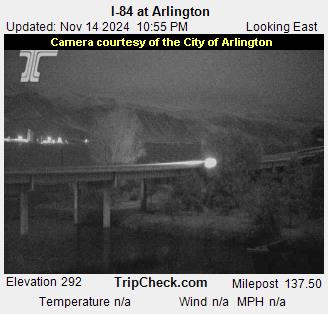 I-84 at Arlington
Updated: Nov 14 2024 10:55 PM Looking East
Camera courtesy of the City of Arlington
Elevation 292 TripCheck.com Milepost 137.50
Temperature n/a Wind n/a MPH n/a